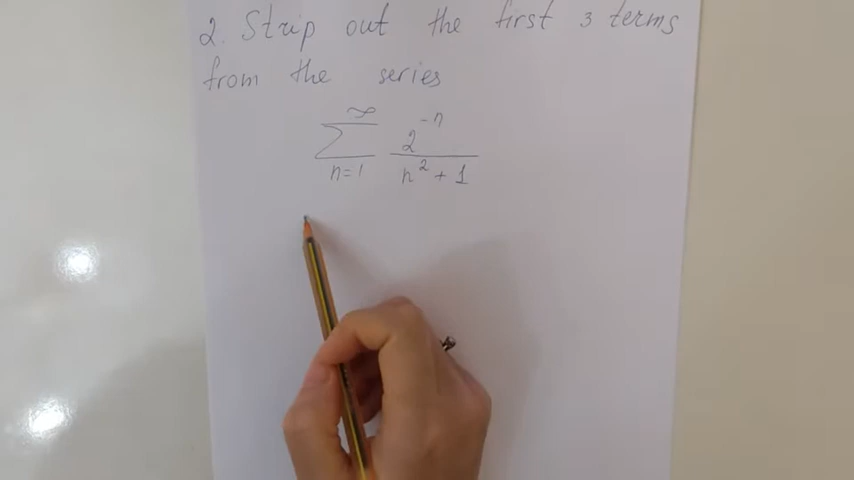 2. Strip out the first 3 terms
from the series
∞
∑ 2^-n / (n^2 + 1)
n=1